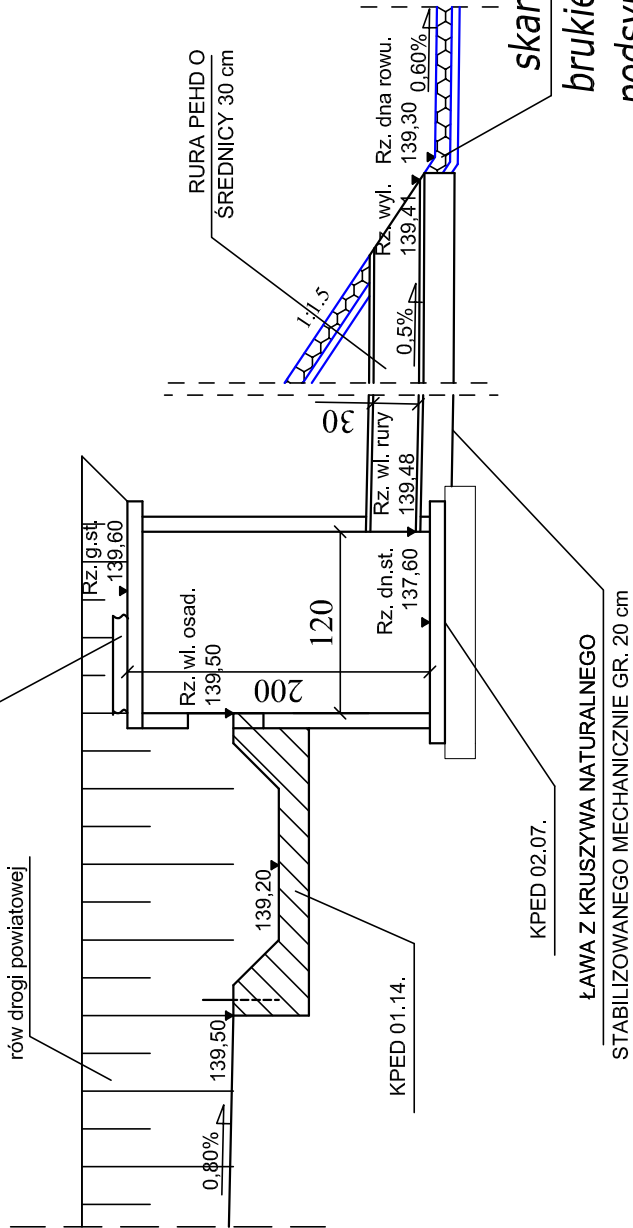 rów drogi powiatowej
0,80%
139,50
139,20
KPED 01.14.
Rz. g.st.
139,60
Rz. wl. osad.
139,50
200
120
Rz. dn.st.
137,60
KPED 02.07.
ŁAWA Z KRUSZYWA NATURALNEGO
STABILIZOWANEGO MECHANICZNIE GR. 20 cm
Rz. wl. rury
139,48
30
0,5%
1:1.5
RURA PEHD O
ŚREDNICY 30 cm
Rz. wyl.
139,41
Rz. dna rowu.
139,30
0,60%
skar
brukie
podsy